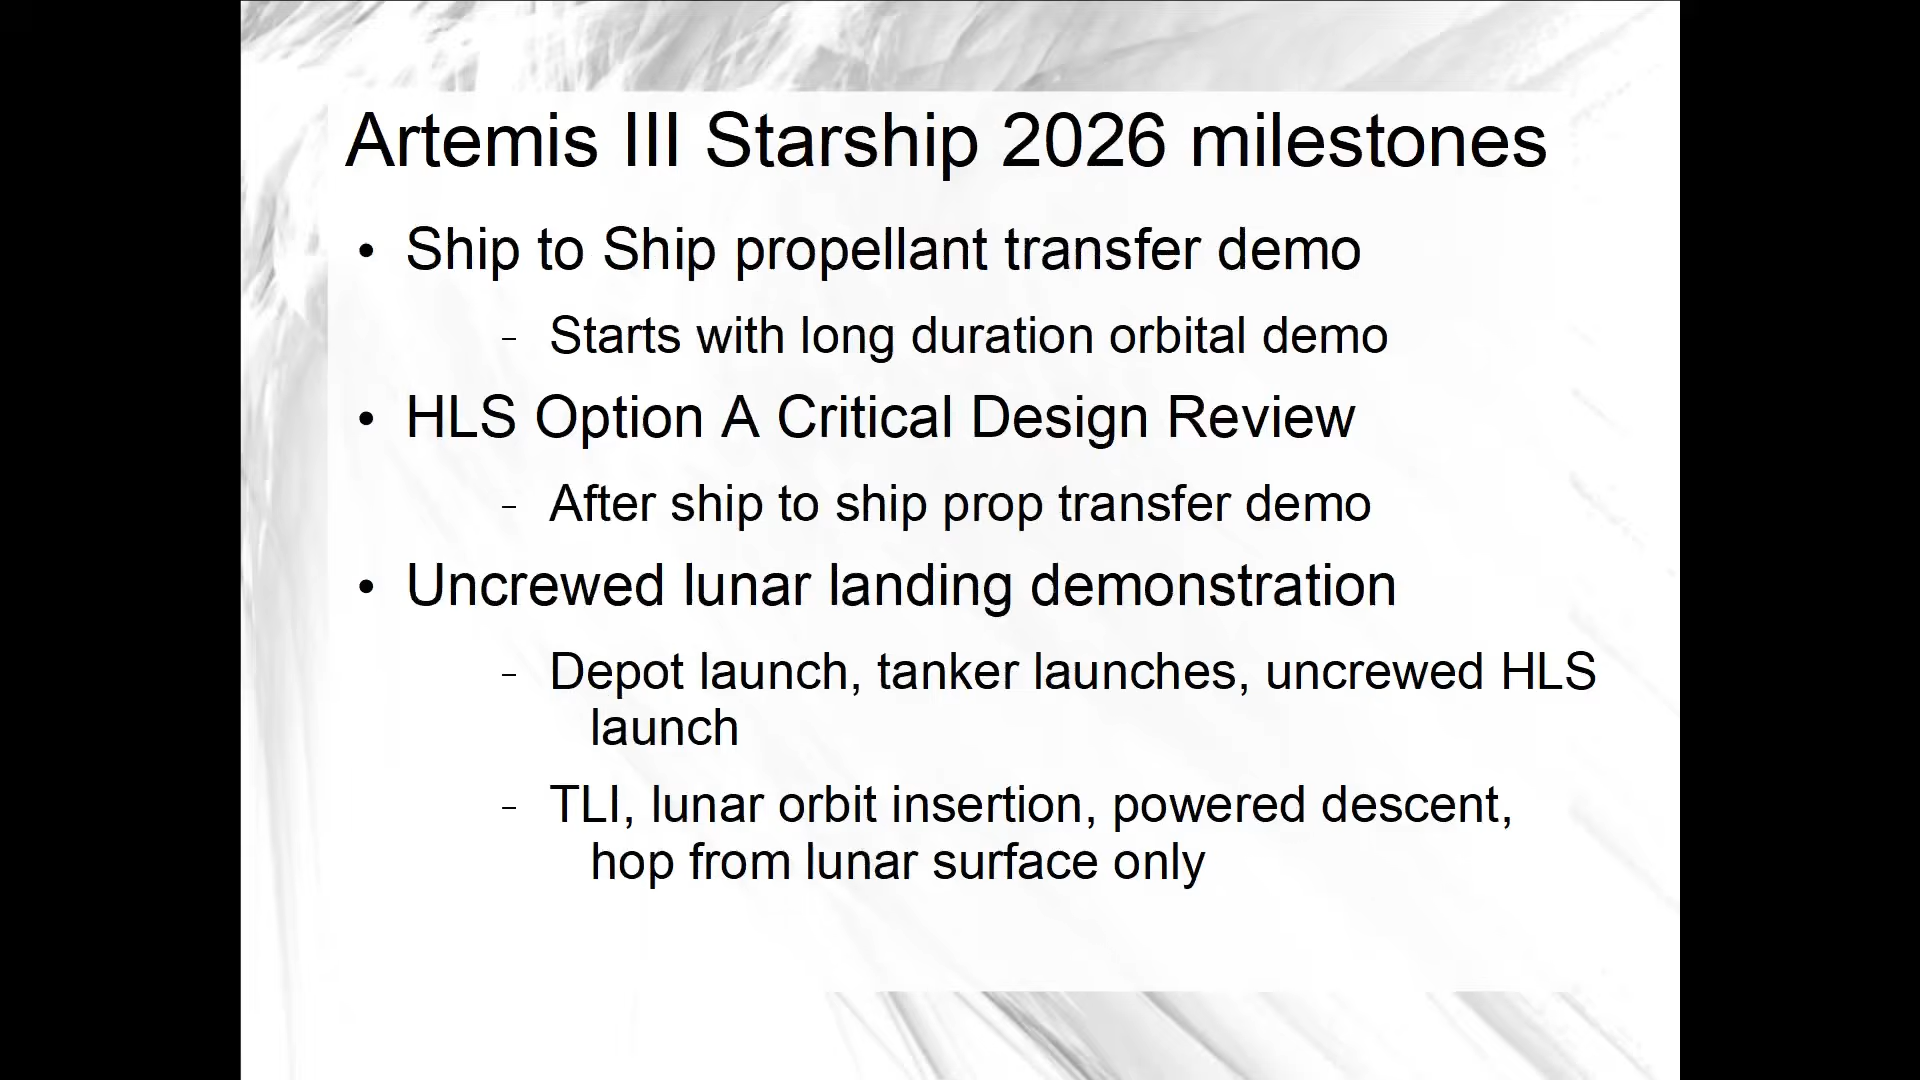 Artemis III Starship 2026 milestones
• Ship to Ship propellant transfer demo
– Starts with long duration orbital demo
• HLS Option A Critical Design Review
– After ship to ship prop transfer demo
• Uncrewed lunar landing demonstration
– Depot launch, tanker launches, uncrewed HLS
launch
– TLI, lunar orbit insertion, powered descent,
hop from lunar surface only